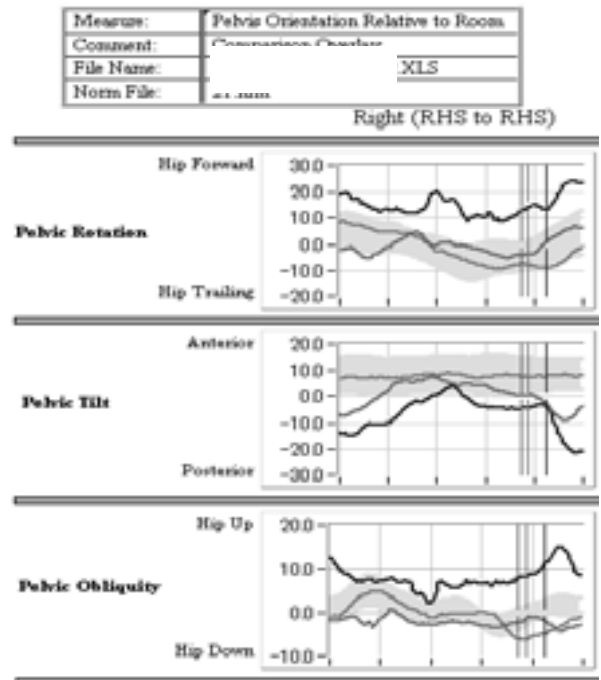 Measure: Pelvis Orientation Relative to Room
Comment: Comparison Overlay
File Name: .XLS
Norm File:
Right (RHS to RHS)
Hip Forward 30.0
20.0
10.0
Pelvic Rotation 0.0
-10.0
Hip Trailing -20.0
Anterior 20.0
10.0
Pelvic Tilt 0.0
-10.0
-20.0
Posterior -30.0
Hip Up 20.0
10.0
Pelvic Obliquity 0.0
Hip Down -10.0